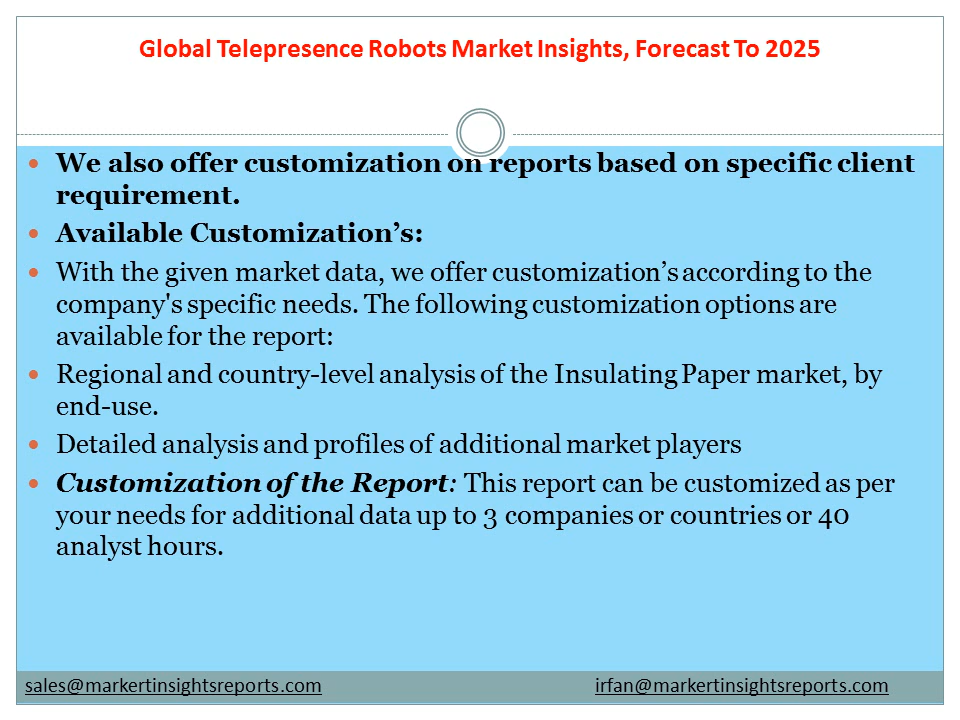 Global Telepresence Robots Market Insights, Forecast To 2025
We also offer customization on reports based on specific client
requirement.
Available Customization’s:
With the given market data, we offer customization’s according to the
company's specific needs. The following customization options are
available for the report:
Regional and country-level analysis of the Insulating Paper market, by
end-use.
Detailed analysis and profiles of additional market players
Customization of the Report: This report can be customized as per
your needs for additional data up to 3 companies or countries or 40
analyst hours.
sales@markertinsightsreports.com irfan@markertinsightsreports.com